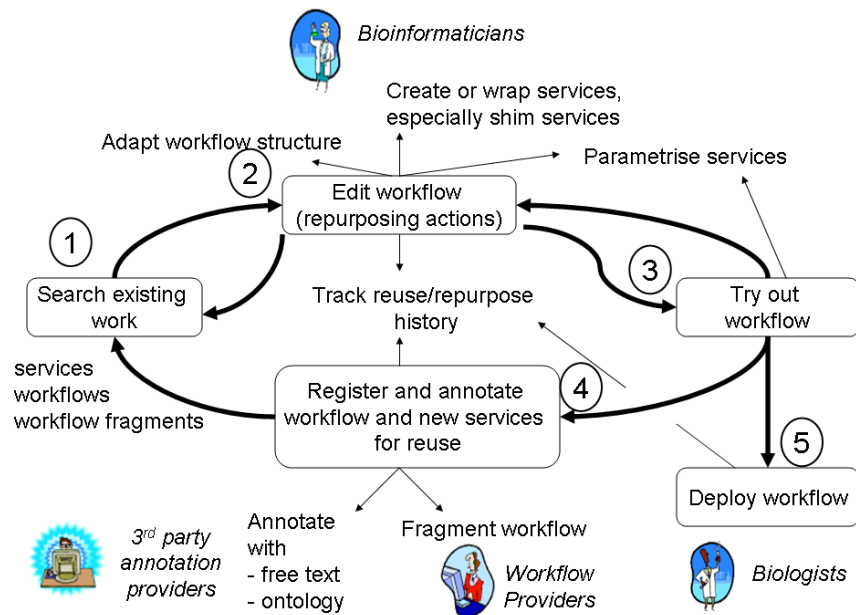 Bioinformaticians
Create or wrap services,
especially shim services
Adapt workflow structure
Parametrise services
2
Edit workflow
(repurposing actions)
1
3
Search existing
work
Track reuse/repurpose
history
Try out
workflow
services
workflows
workflow fragments
Register and annotate
workflow and new services
for reuse
4
5
Deploy workflow
3rd party
annotation
providers
Annotate
with
- free text
- ontology
Fragment workflow
Workflow
Providers
Biologists